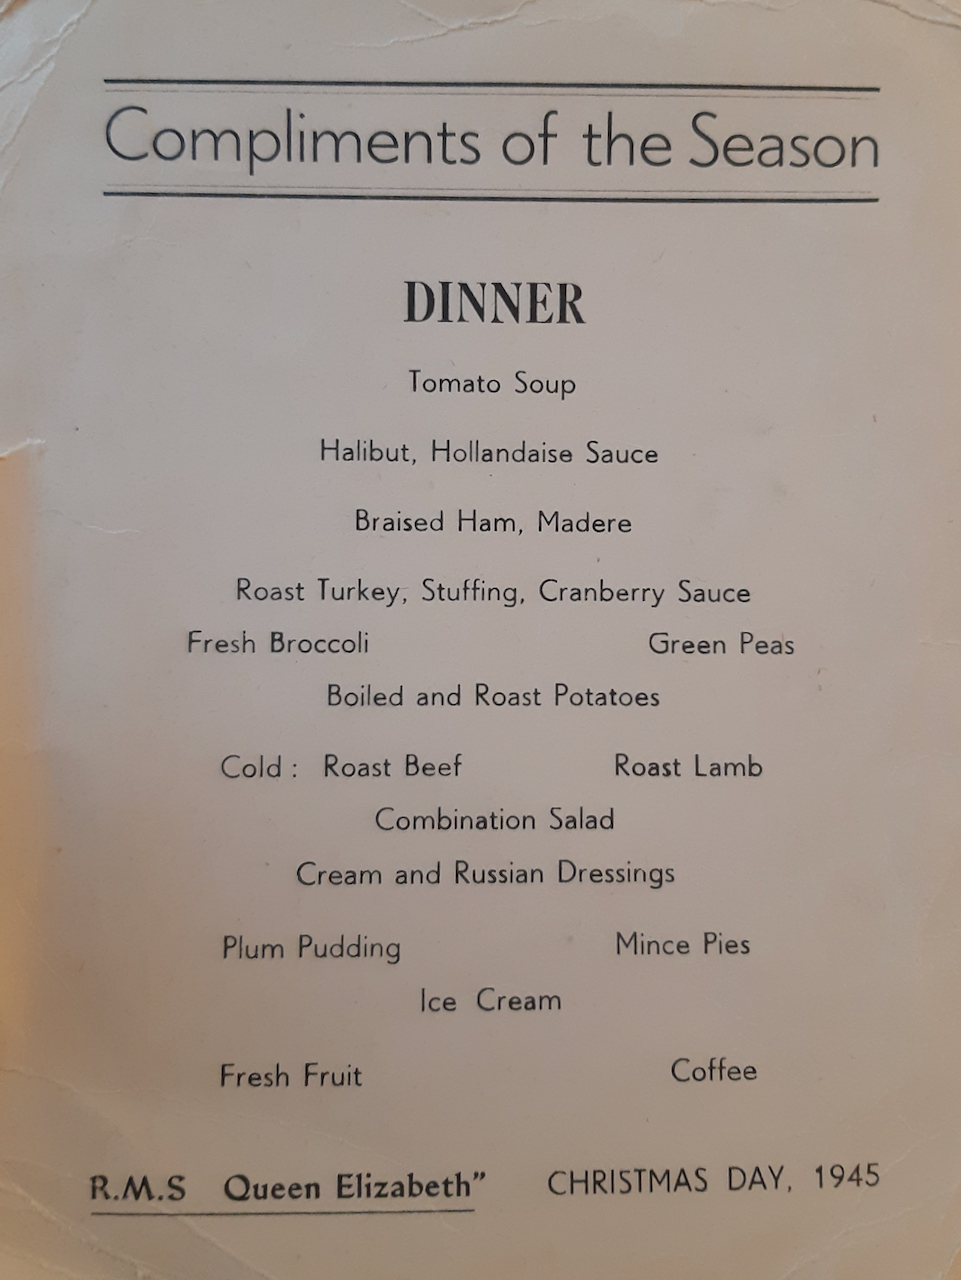 Compliments of the Season
DINNER
Tomato Soup
Halibut, Hollandaise Sauce
Braised Ham, Madere
Roast Turkey, Stuffing, Cranberry Sauce
Fresh Broccoli Green Peas
Boiled and Roast Potatoes
Cold : Roast Beef Roast Lamb
Combination Salad
Cream and Russian Dressings
Plum Pudding Mince Pies
Ice Cream
Fresh Fruit Coffee
R.M.S Queen Elizabeth” CHRISTMAS DAY, 1945